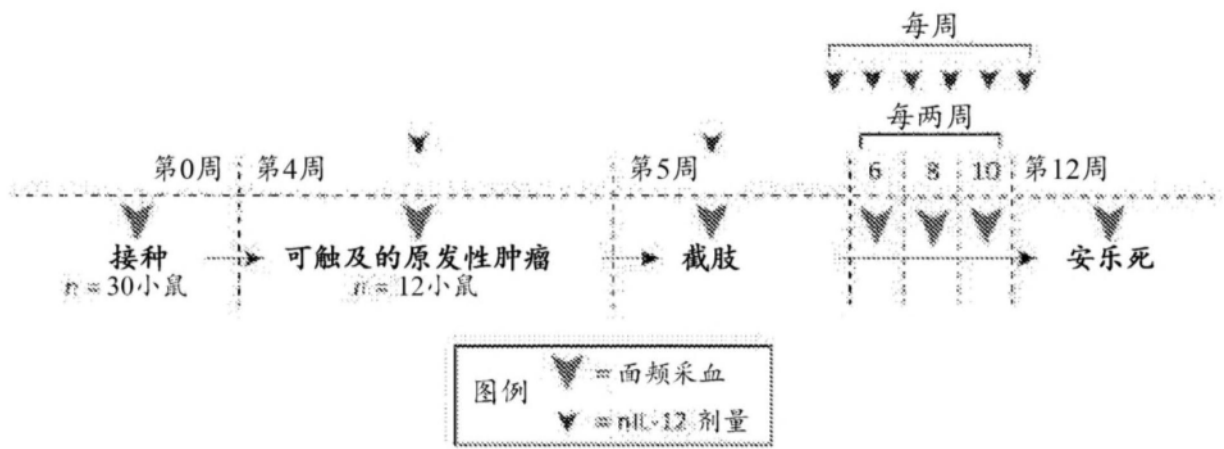 每周
每两周
第0周 第4周 第5周 6 8 10 第12周
接种 可触及的原发性肿瘤 截肢 安乐死
n = 30小鼠 n = 12小鼠
图例 = 面颊采血
= nIL-12 剂量